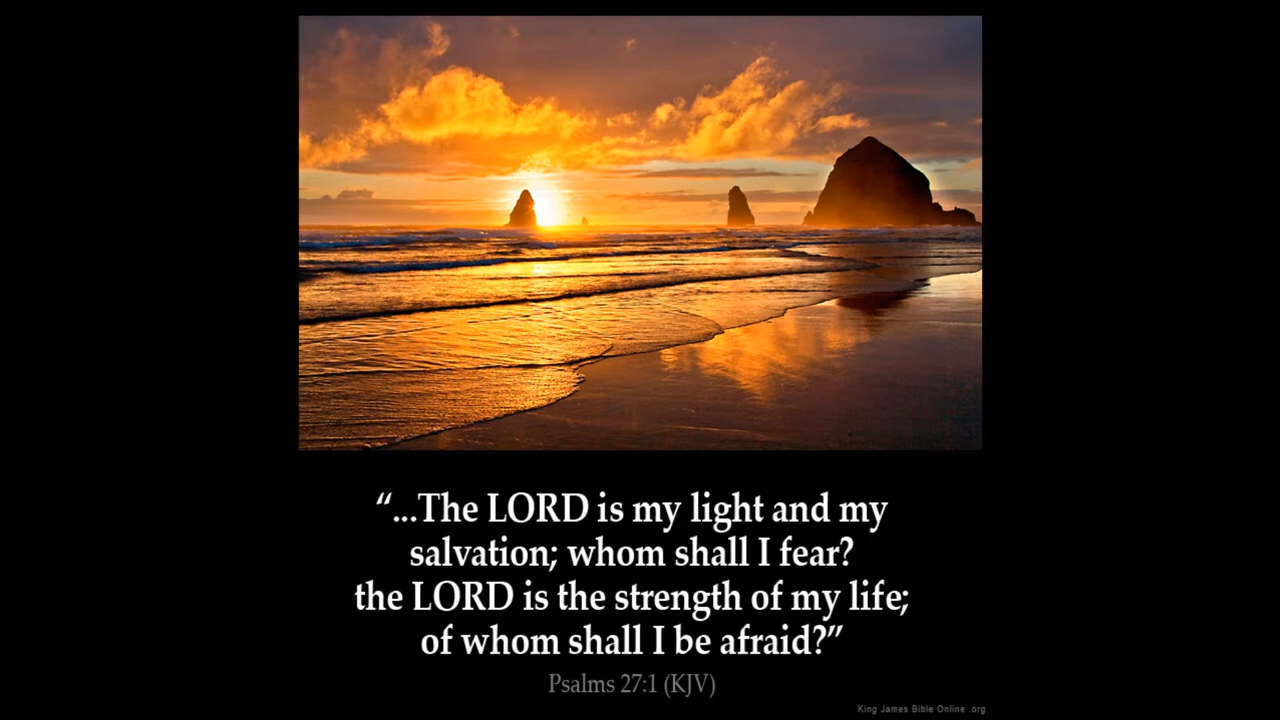 “...The LORD is my light and my
salvation; whom shall I fear?
the LORD is the strength of my life;
of whom shall I be afraid?”
Psalms 27:1 (KJV)
King James Bible Online .org